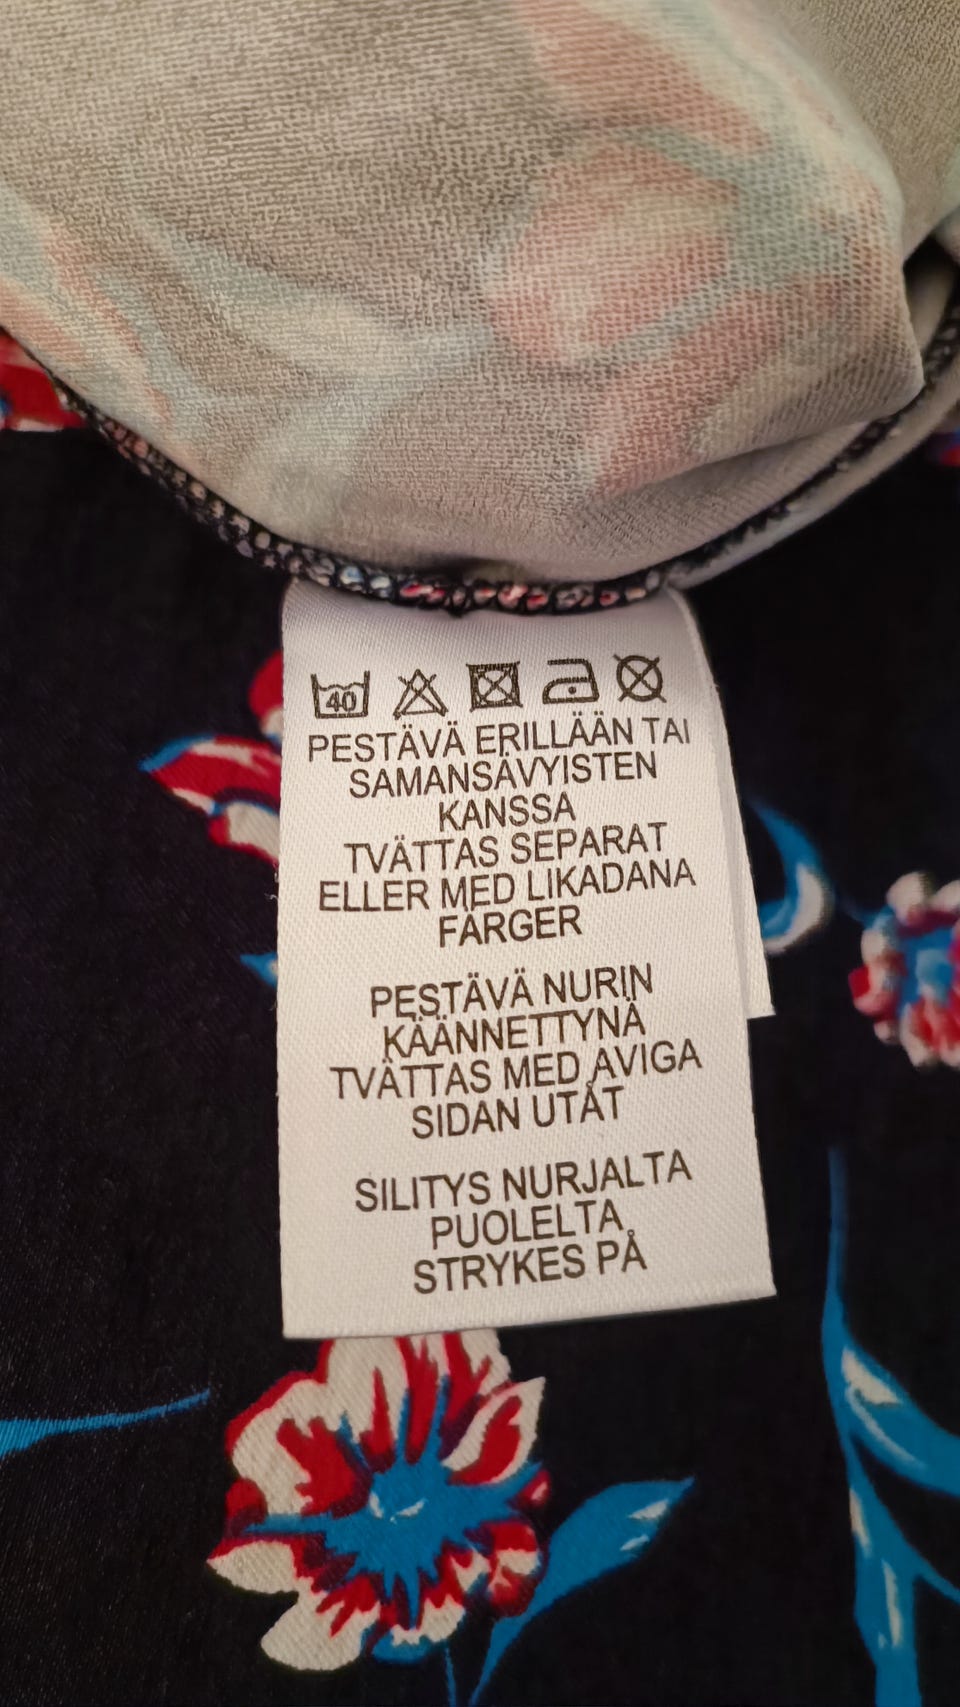 40
PESTÄVÄ ERILLÄÄN TAI
SAMANSÄVYISTEN
KANSSA
TVÄTTAS SEPARAT
ELLER MED LIKADANA
FÄRGER
PESTÄVÄ NURIN
KÄÄNNETTYNÄ
TVÄTTAS MED AVIGA
SIDAN UTÅT
SILITYS NURJALTA
PUOLELTA
STRYKES PÅ